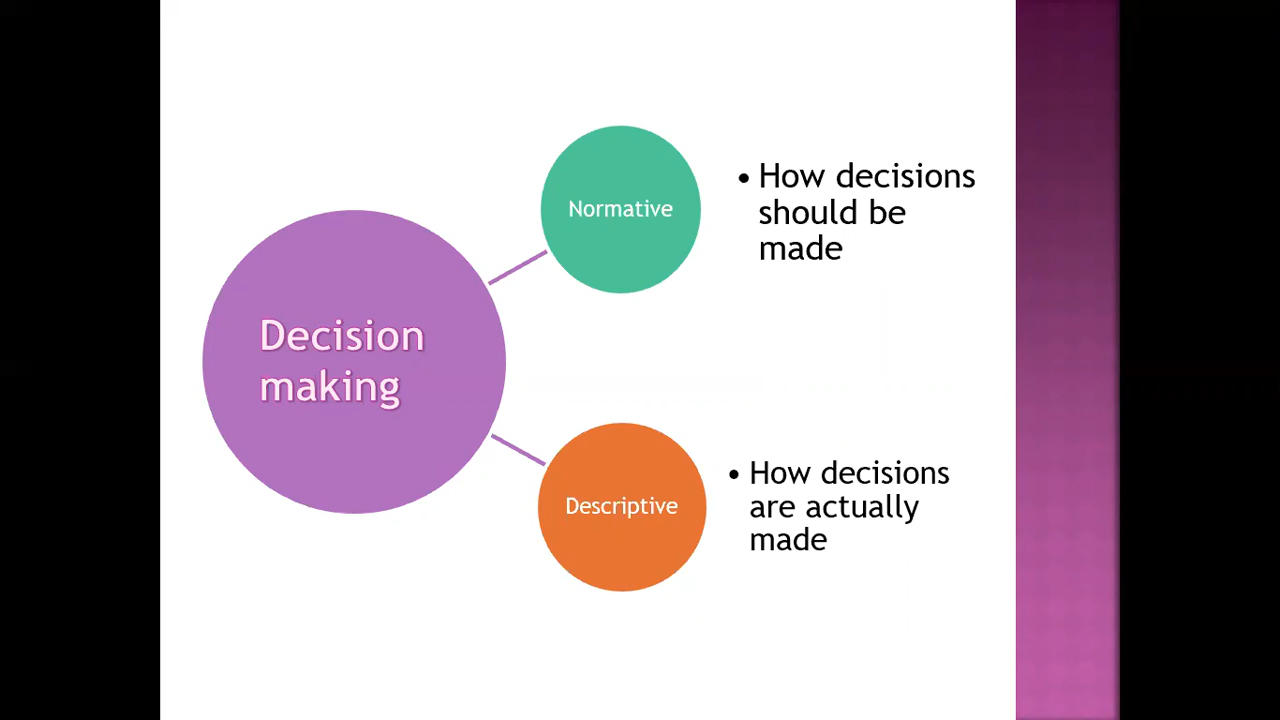 Decision
making
Normative
• How decisions
should be
made
Descriptive
• How decisions
are actually
made